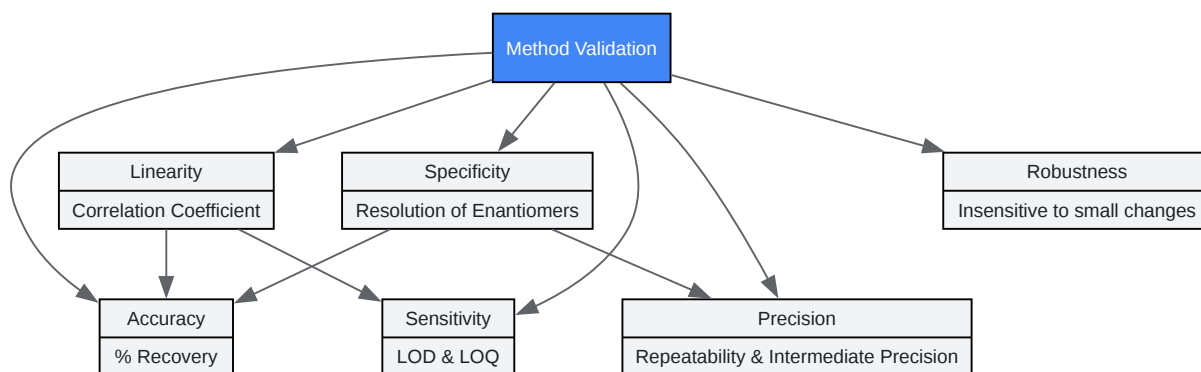 Method Validation
Linearity
Correlation Coefficient
Specificity
Resolution of Enantiomers
Robustness
Insensitive to small changes
Accuracy
% Recovery
Sensitivity
LOD & LOQ
Precision
Repeatability & Intermediate Precision